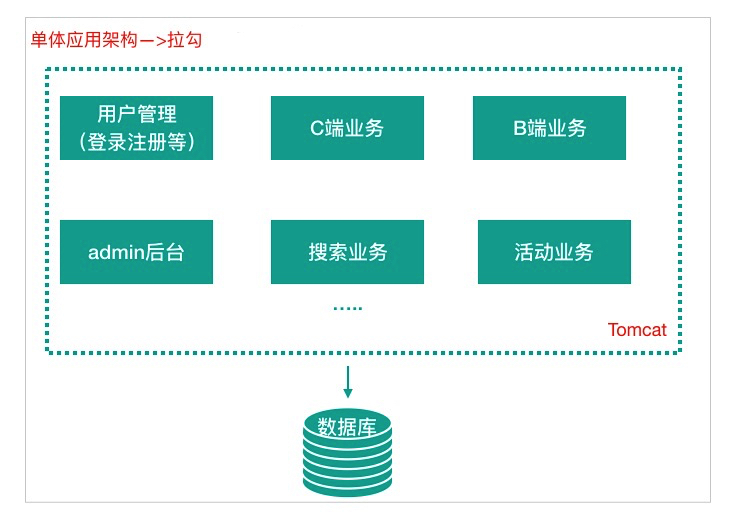 单体应用架构—>拉勾
用户管理
（登录注册等）
C端业务
B端业务
admin后台
搜索业务
活动业务
.....
Tomcat
数据库